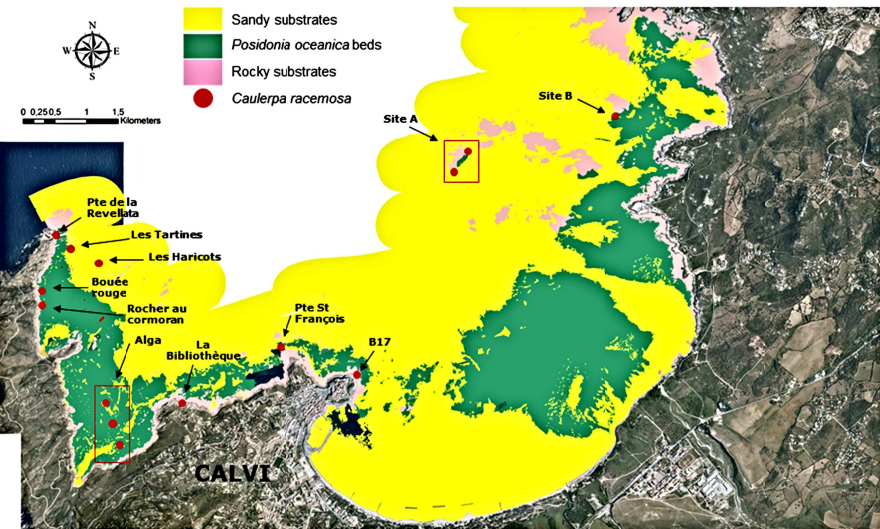 N
W E
S
0 0,25 0,5 1 1,5
Kilometers
Sandy substrates
Posidonia oceanica beds
Rocky substrates
Caulerpa racemosa
Site B
Site A
Pte de la
Revellata
Les Tartines
Les Haricots
Bouée
rouge
Rocher au
cormoran
Pte St
François
Alga
La
Bibliothèque
B17
CALVI